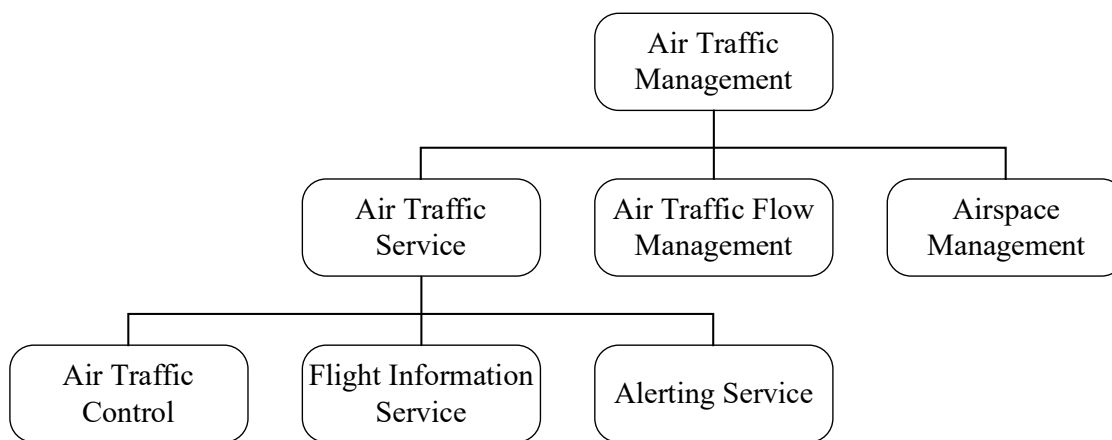 Air Traffic
Management
Air Traffic
Service
Air Traffic Flow
Management
Airspace
Management
Air Traffic
Control
Flight Information
Service
Alerting Service